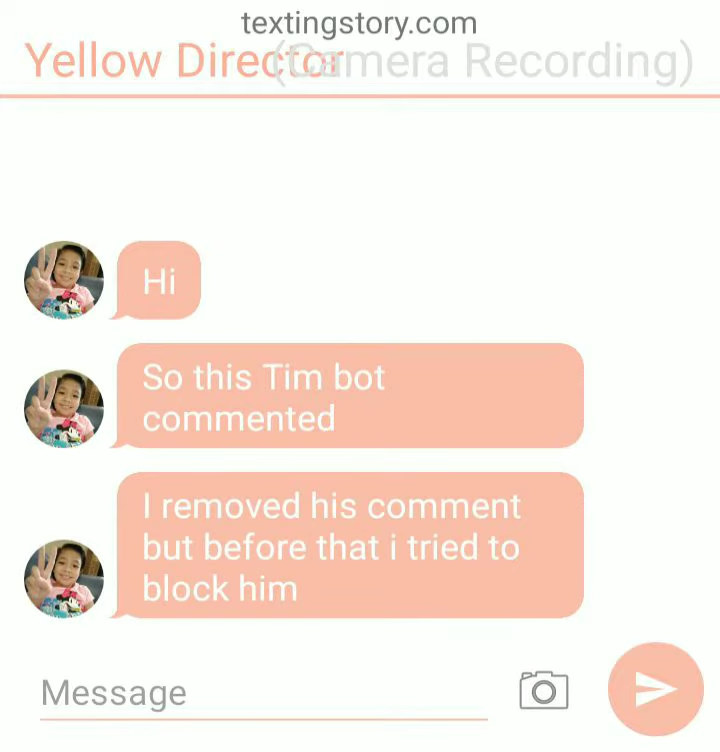 textingstory.com
Yellow Director
(Camera Recording)
Hi
So this Tim bot
commented
I removed his comment
but before that i tried to
block him
Message